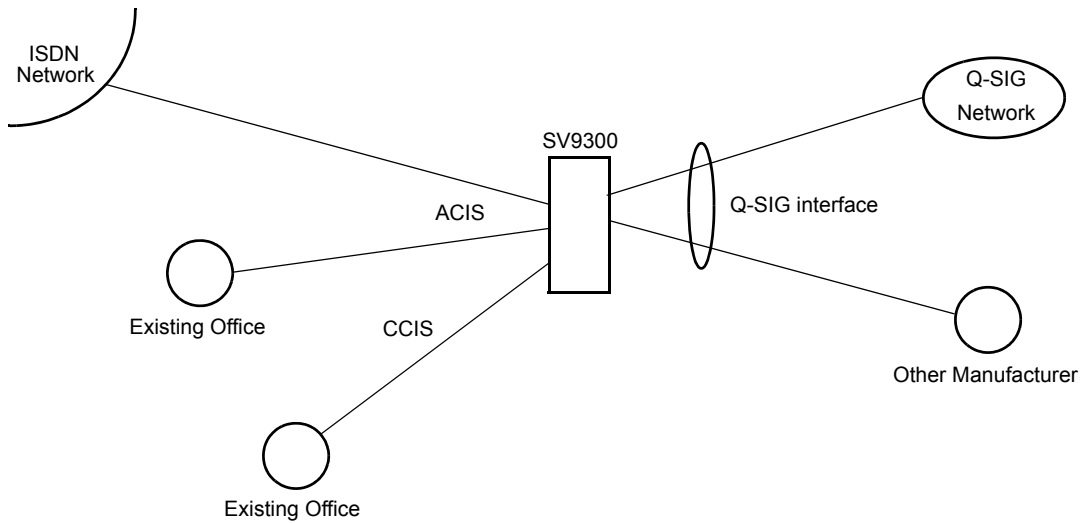 ISDN
Network
Q-SIG
Network
SV9300
ACIS
Q-SIG interface
Existing Office
CCIS
Other Manufacturer
Existing Office